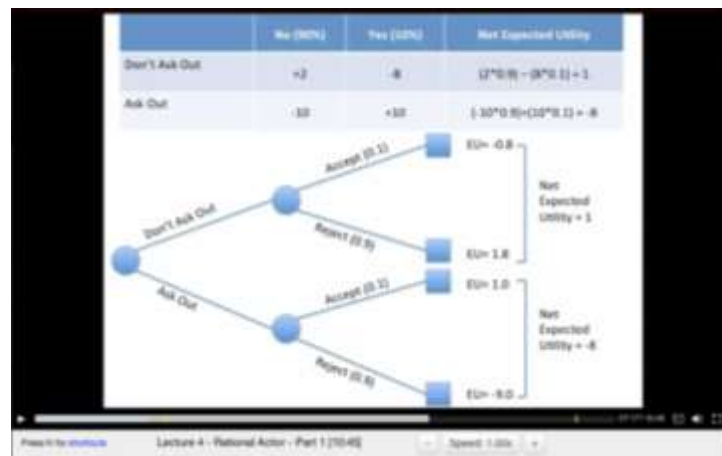 No (90%) Yes (10%) Net Expected Utility
Don't Ask Out +2 -8 (2*0.9) - (8*0.1) = 1
Ask Out -10 +10 (-10*0.9)+(10*0.1) = -8
Accept (0.1) EU= -0.8
Don't Ask Out
Net
Expected
Utility = 1
Reject (0.9) EU= 1.8
Accept (0.1) EU= 1.0
Ask Out
Net
Expected
Utility = -8
Reject (0.9) EU= -9.0
Press h for shortcuts Lecture 4 - Rational Actor - Part 1 [10:45] - Speed: 1.00x +